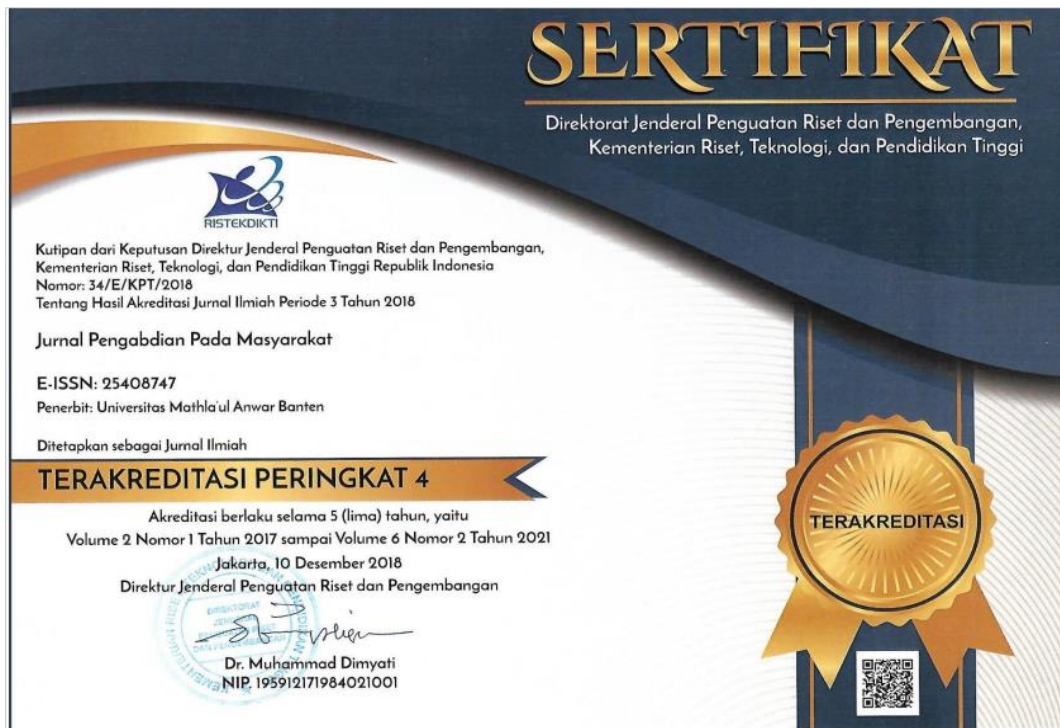 SERTIFIKAT
Direktorat Jenderal Penguatan Riset dan Pengembangan,
Kementerian Riset, Teknologi, dan Pendidikan Tinggi
RISTEKDIKTI
Kutipan dari Keputusan Direktur Jenderal Penguatan Riset dan Pengembangan,
Kementerian Riset, Teknologi, dan Pendidikan Tinggi Republik Indonesia
Nomor: 34/E/KPT/2018
Tentang Hasil Akreditasi Jurnal Ilmiah Periode 3 Tahun 2018
Jurnal Pengabdian Pada Masyarakat
E-ISSN: 25408747
Penerbit: Universitas Mathla'ul Anwar Banten
Ditetapkan sebagai Jurnal Ilmiah
TERAKREDITASI PERINGKAT 4
Akreditasi berlaku selama 5 (lima) tahun, yaitu
Volume 2 Nomor 1 Tahun 2017 sampai Volume 6 Nomor 2 Tahun 2021
Jakarta, 10 Desember 2018
Direktur Jenderal Penguatan Riset dan Pengembangan
DIREKTORAT
Dr. Muhammad Dimyati
NIP. 195912171984021001
TERAKREDITASI